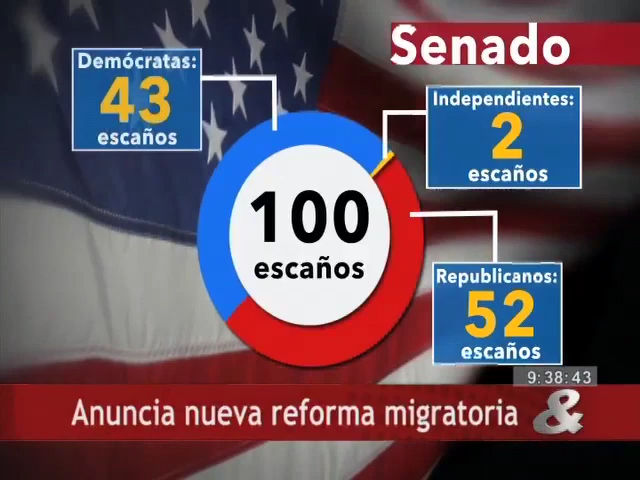 Senado
Demócratas:
43
escaños
Independientes:
2
escaños
100
escaños
Republicanos:
52
escaños
9:38:43
Anuncia nueva reforma migratoria &